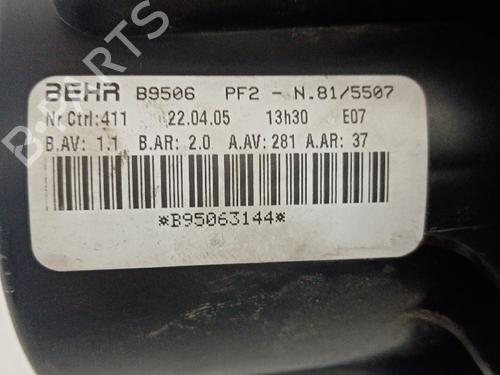 B-PARTS
BEHR B9506 PF2 - N.81/5507
Nr Ctrl:411 22.04.05 13h30 E07
B.AV: 1.1 B.AR: 2.0 A.AV: 281 A.AR: 37
*B95063144*